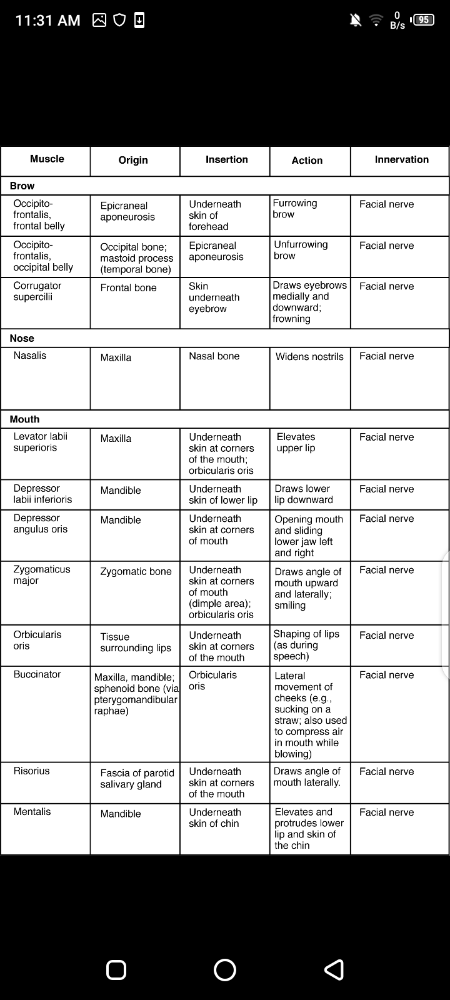 11:31 AM
0
B/s
95
Muscle Origin Insertion Action Innervation
Brow
Occipito-
frontalis,
frontal belly
Epicraneal
aponeurosis
Underneath
skin of
forehead
Furrowing
brow
Facial nerve
Occipito-
frontalis,
occipital belly
Occipital bone;
mastoid process
(temporal bone)
Epicraneal
aponeurosis
Unfurrowing
brow
Facial nerve
Corrugator
supercilii
Frontal bone
Skin
underneath
eyebrow
Draws eyebrows
medially and
downward;
frowning
Facial nerve
Nose
Nasalis
Maxilla
Nasal bone
Widens nostrils
Facial nerve
Mouth
Levator labii
superioris
Maxilla
Underneath
skin at corners
of the mouth;
orbicularis oris
Elevates
upper lip
Facial nerve
Depressor
labii inferioris
Mandible
Underneath
skin of lower lip
Draws lower
lip downward
Facial nerve
Depressor
angulus oris
Mandible
Underneath
skin at corners
of mouth
Opening mouth
and sliding
lower jaw left
and right
Facial nerve
Zygomaticus
major
Zygomatic bone
Underneath
skin at corners
of mouth
(dimple area);
orbicularis oris
Draws angle of
mouth upward
and laterally;
smiling
Facial nerve
Orbicularis
oris
Tissue
surrounding lips
Underneath
skin at corners
of the mouth
Shaping of lips
(as during
speech)
Facial nerve
Buccinator
Maxilla, mandible;
sphenoid bone (via
pterygomandibular
raphae)
Orbicularis
oris
Lateral
movement of
cheeks (e.g.,
sucking on a
straw; also used
to compress air
in mouth while
blowing)
Facial nerve
Risorius
Fascia of parotid
salivary gland
Underneath
skin at corners
of the mouth
Draws angle of
mouth laterally.
Facial nerve
Mentalis
Mandible
Underneath
skin of chin
Elevates and
protrudes lower
lip and skin of
the chin
Facial nerve